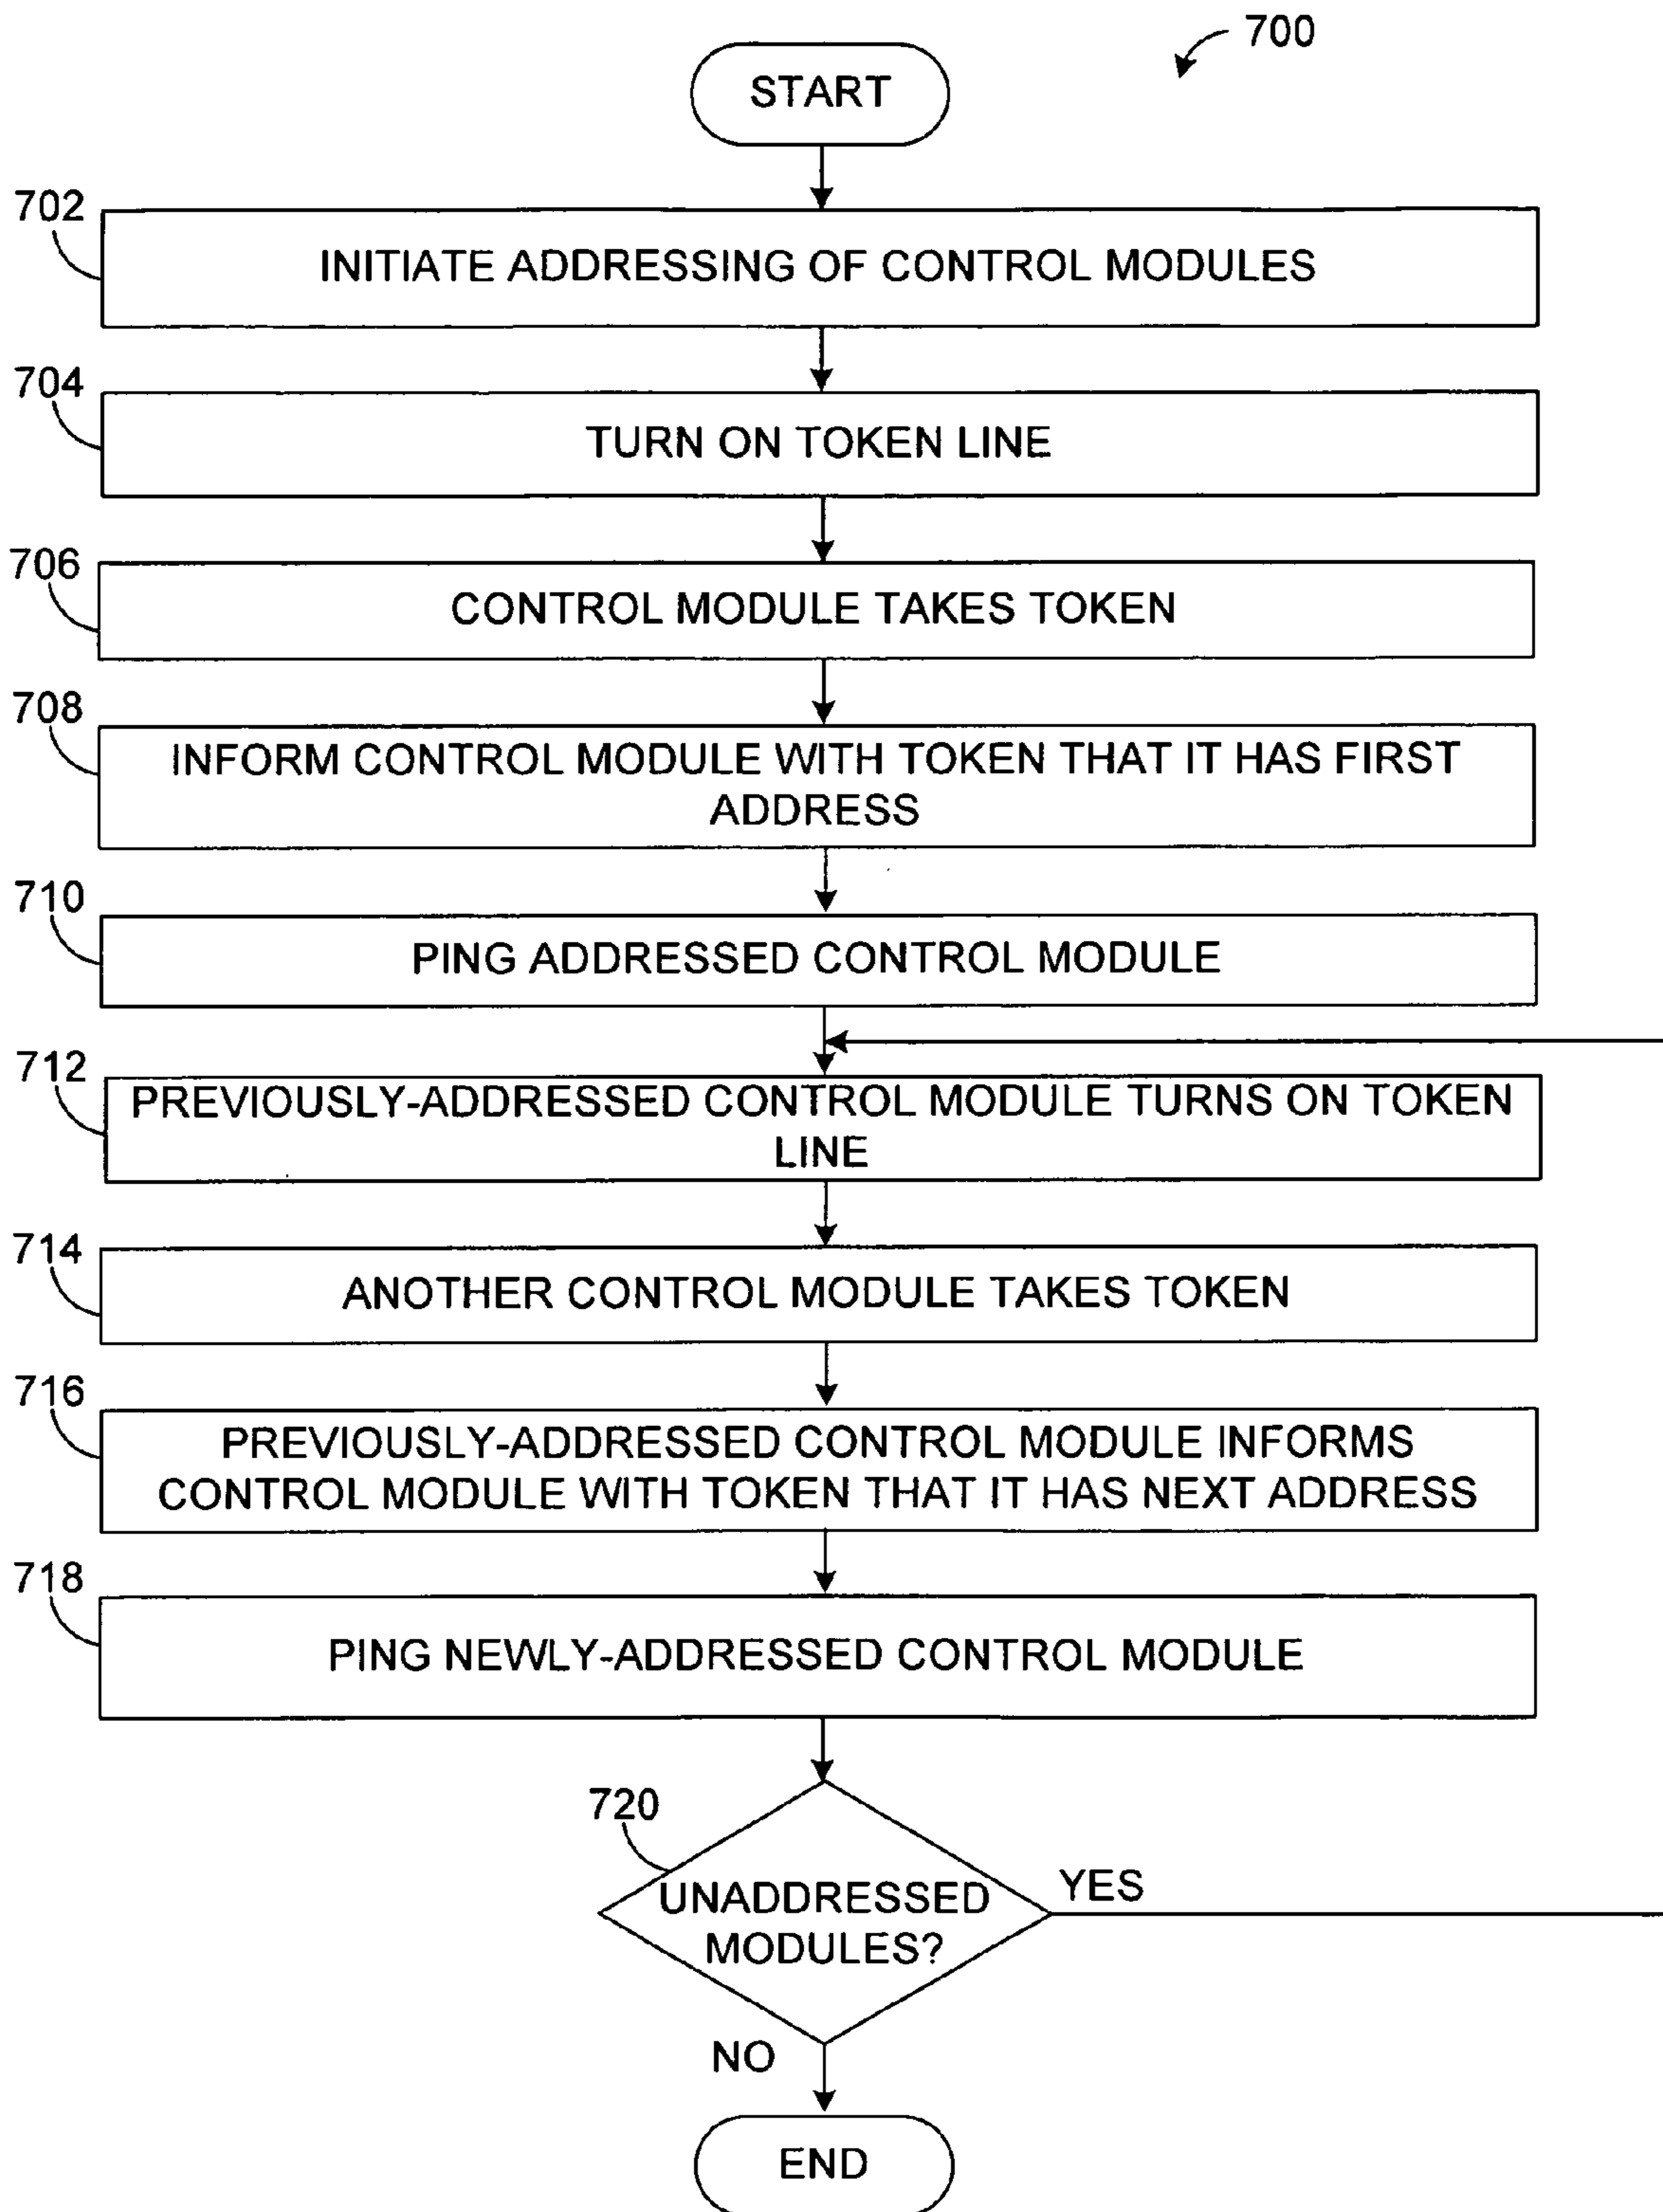 700
START
702
INITIATE ADDRESSING OF CONTROL MODULES
704
TURN ON TOKEN LINE
706
CONTROL MODULE TAKES TOKEN
708
INFORM CONTROL MODULE WITH TOKEN THAT IT HAS FIRST
ADDRESS
710
PING ADDRESSED CONTROL MODULE
712
PREVIOUSLY-ADDRESSED CONTROL MODULE TURNS ON TOKEN
LINE
714
ANOTHER CONTROL MODULE TAKES TOKEN
716
PREVIOUSLY-ADDRESSED CONTROL MODULE INFORMS
CONTROL MODULE WITH TOKEN THAT IT HAS NEXT ADDRESS
718
PING NEWLY-ADDRESSED CONTROL MODULE
720
UNADDRESSED
MODULES?
YES
NO
END